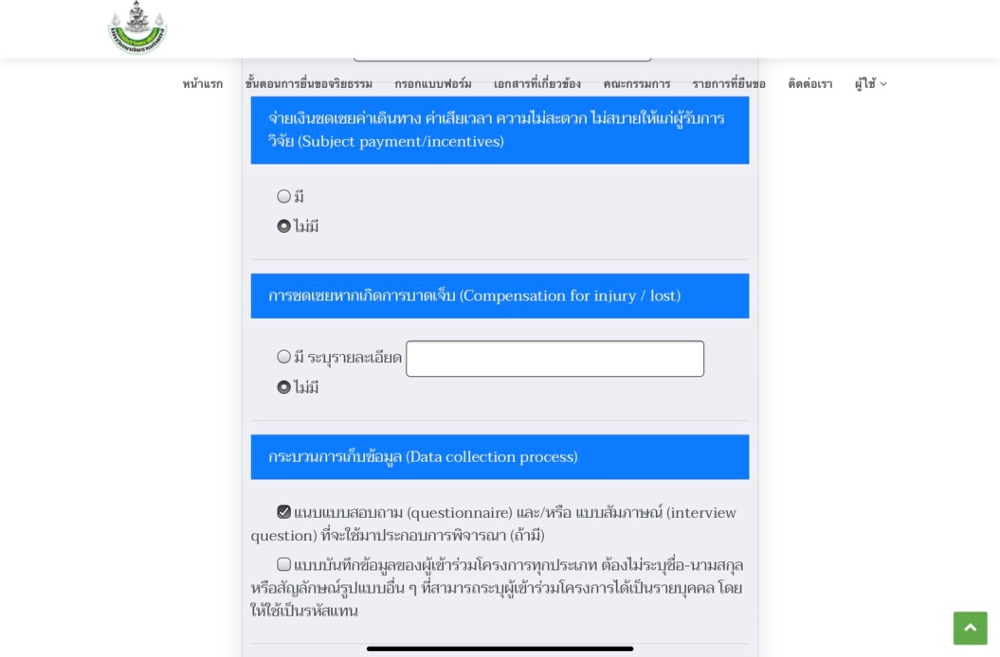 หน้าแรก ขั้นตอนการยื่นขอจริยธรรม กรอกแบบฟอร์ม เอกสารที่เกี่ยวข้อง คณะกรรมการ รายการที่ยื่นขอ ติดต่อเรา ผู้ใช้
จ่ายเงินชดเชยค่าเดินทาง ค่าเสียเวลา ความไม่สะดวก ไม่สบายให้แก่ผู้รับการ
วิจัย (Subject payment/incentives)
มี
ไม่มี
การชดเชยหากเกิดการบาดเจ็บ (Compensation for injury / lost)
มี ระบุรายละเอียด
ไม่มี
กระบวนการเก็บข้อมูล (Data collection process)
แนบแบบสอบถาม (questionnaire) และ/หรือ แบบสัมภาษณ์ (interview
question) ที่จะใช้มาประกอบการพิจารณา (ถ้ามี)
แบบบันทึกข้อมูลของผู้เข้าร่วมโครงการทุกประเภท ต้องไม่ระบุชื่อ-นามสกุล
หรือสัญลักษณ์รูปแบบอื่น ๆ ที่สามารถระบุผู้เข้าร่วมโครงการได้เป็นรายบุคคล โดย
ให้ใช้เป็นรหัสแทน